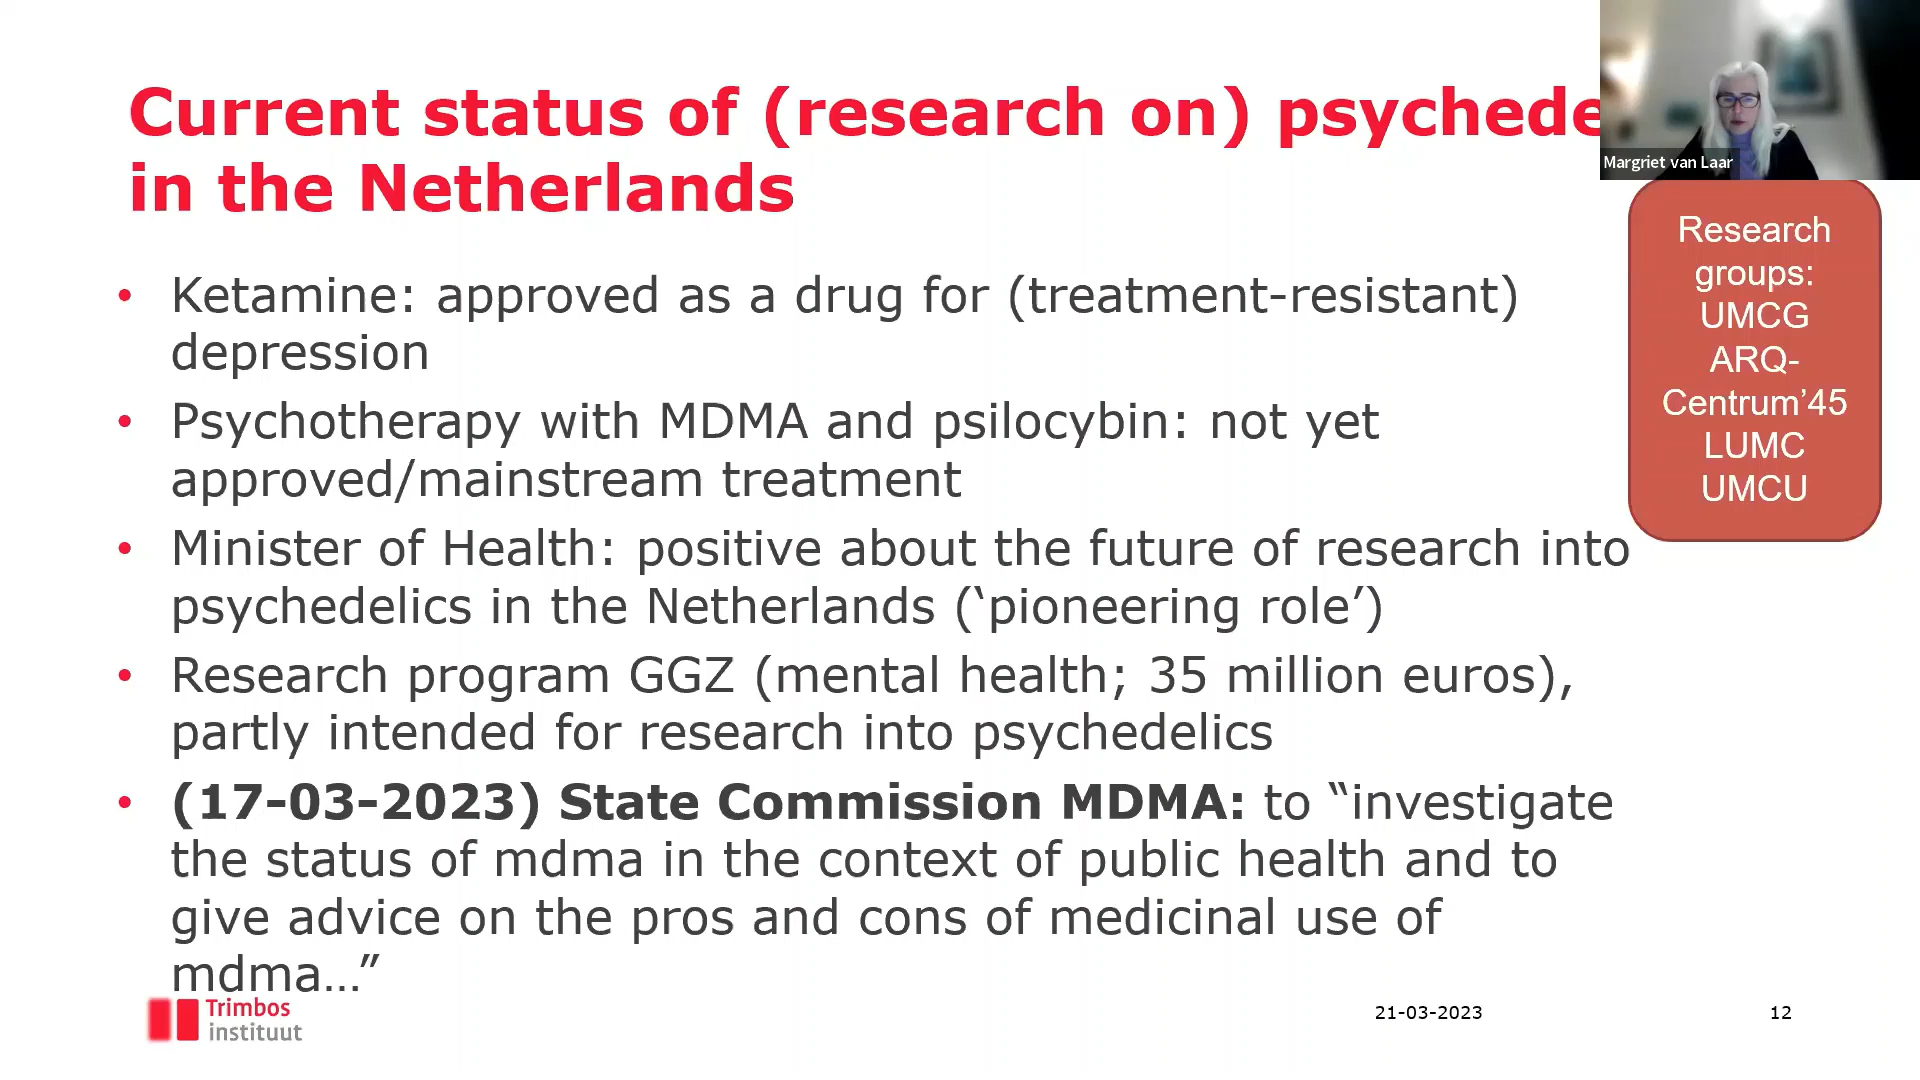 Current status of (research on) psychede
in the Netherlands
Margriet van Laar
Research
groups:
UMCG
ARQ-
Centrum’45
LUMC
UMCU
• Ketamine: approved as a drug for (treatment-resistant)
depression
• Psychotherapy with MDMA and psilocybin: not yet
approved/mainstream treatment
• Minister of Health: positive about the future of research into
psychedelics in the Netherlands (‘pioneering role’)
• Research program GGZ (mental health; 35 million euros),
partly intended for research into psychedelics
• (17-03-2023) State Commission MDMA: to “investigate
the status of mdma in the context of public health and to
give advice on the pros and cons of medicinal use of
mdma…”
Trimbos
instituut
21-03-2023
12